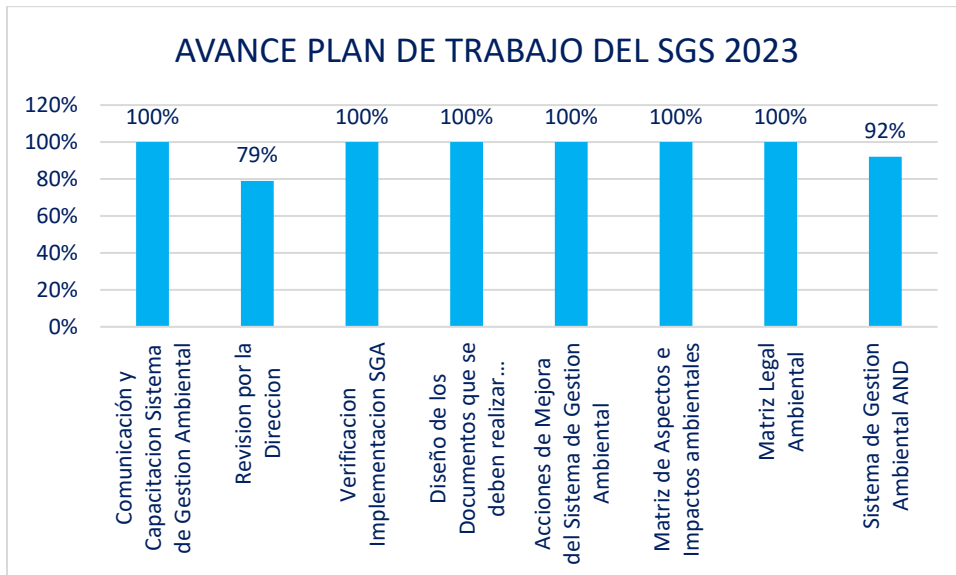 AVANCE PLAN DE TRABAJO DEL SGS 2023
120%
100%
80%
60%
40%
20%
0%
100%
79%
100%
100%
100%
100%
100%
92%
Comunicación y
Capacitacion Sistema
de Gestion Ambiental
Revision por la
Direccion
Verificacion
Implementacion SGA
Diseño de los
Documentos que se
deben realizar...
Acciones de Mejora
del Sistema de Gestion
Ambiental
Matriz de Aspectos e
Impactos ambientales
Matriz Legal
Ambiental
Sistema de Gestion
Ambiental AND